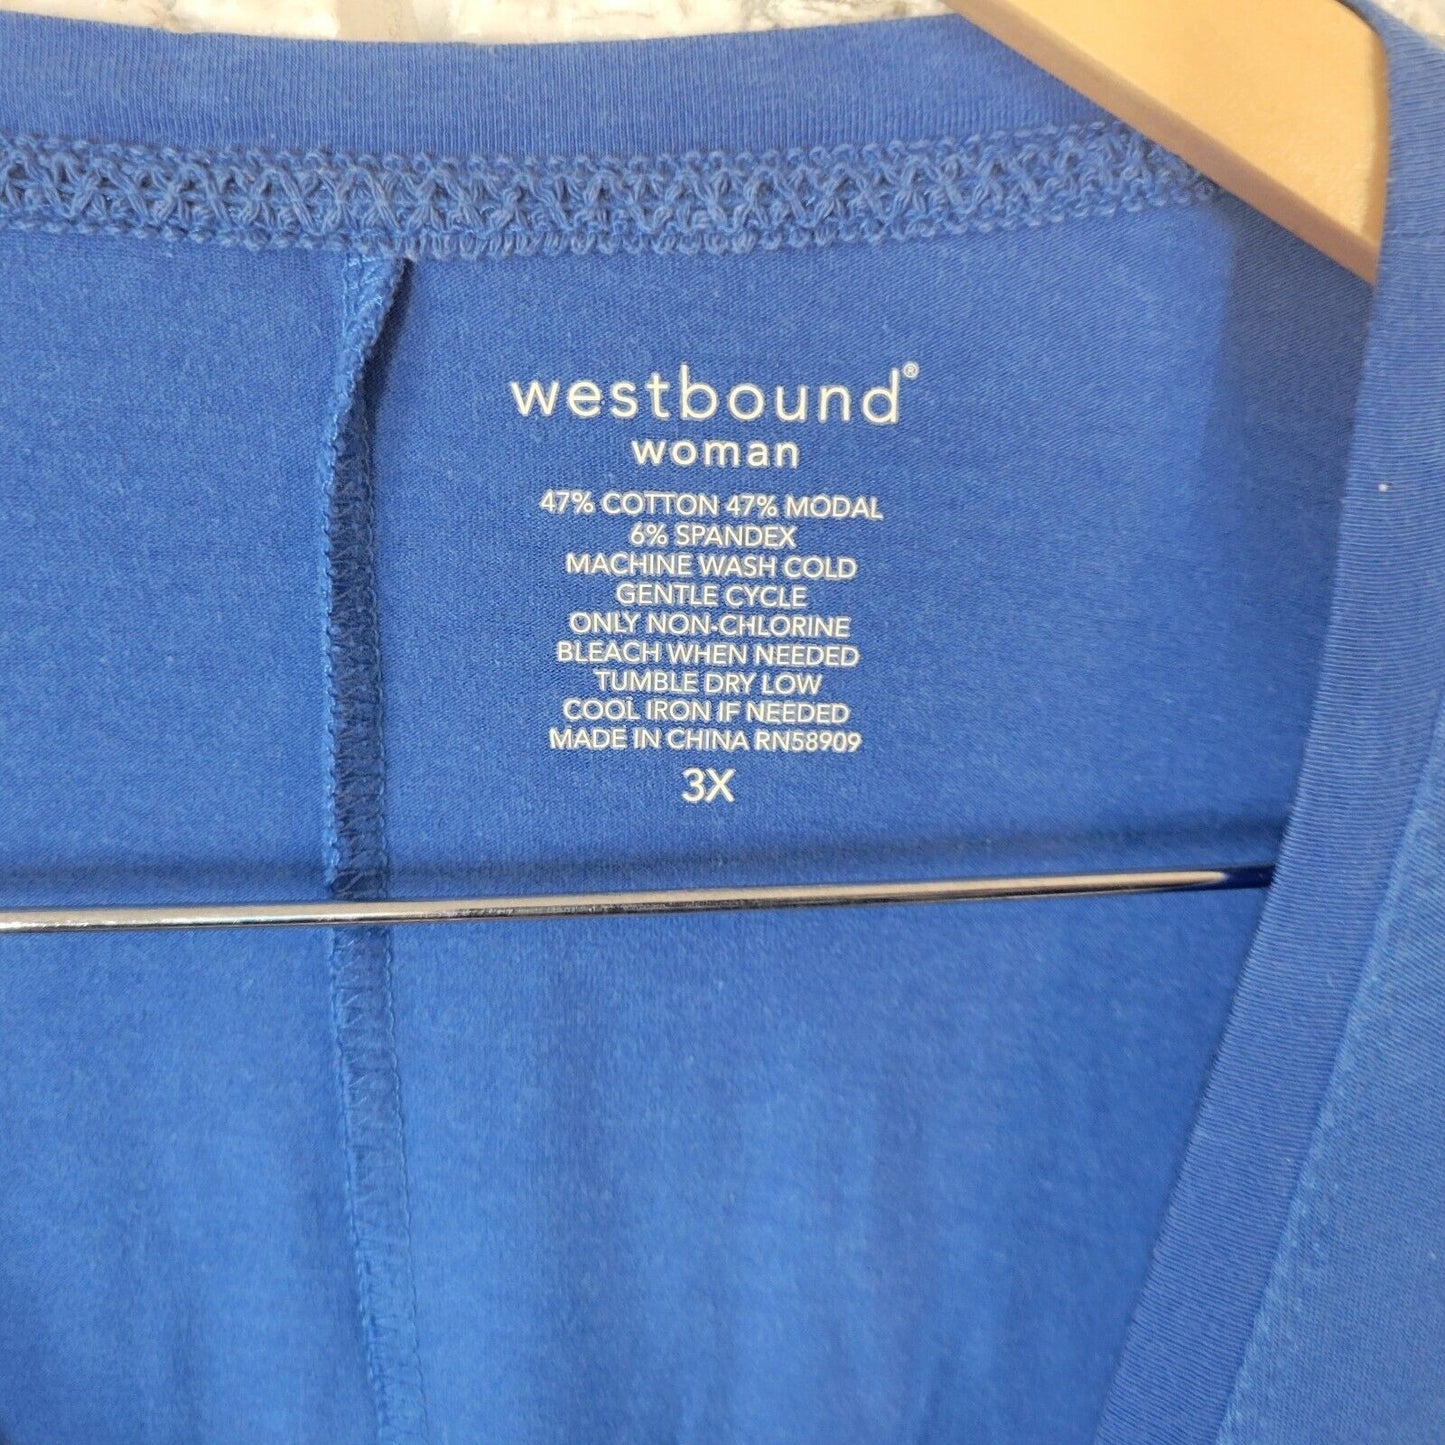 westbound®
woman
47% COTTON 47% MODAL
6% SPANDEX
MACHINE WASH COLD
GENTLE CYCLE
ONLY NON-CHLORINE
BLEACH WHEN NEEDED
TUMBLE DRY LOW
COOL IRON IF NEEDED
MADE IN CHINA RN58909
3X